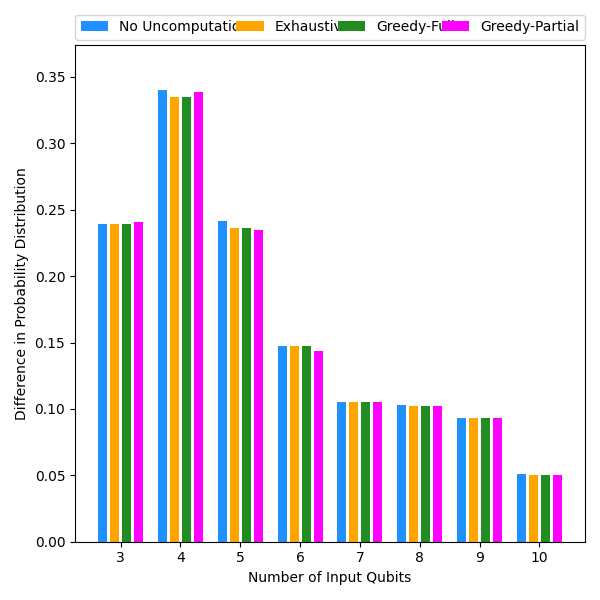 No Uncomputatio Exhaustiv Greedy-Full Greedy-Partial
0.35
0.30
0.25
0.20
0.15
0.10
0.05
0.00
Difference in Probability Distribution
3 4 5 6 7 8 9 10
Number of Input Qubits